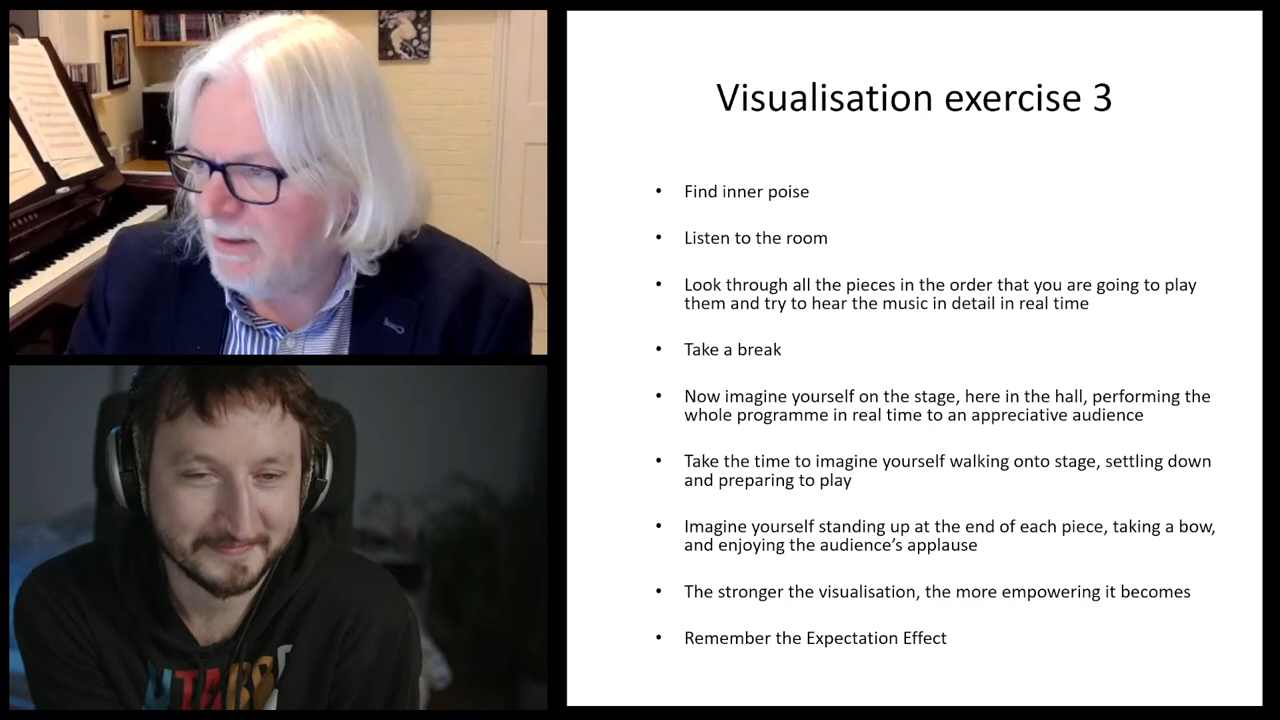 Visualisation exercise 3
• Find inner poise
• Listen to the room
• Look through all the pieces in the order that you are going to play
them and try to hear the music in detail in real time
• Take a break
• Now imagine yourself on the stage, here in the hall, performing the
whole programme in real time to an appreciative audience
• Take the time to imagine yourself walking onto stage, settling down
and preparing to play
• Imagine yourself standing up at the end of each piece, taking a bow,
and enjoying the audience’s applause
• The stronger the visualisation, the more empowering it becomes
• Remember the Expectation Effect